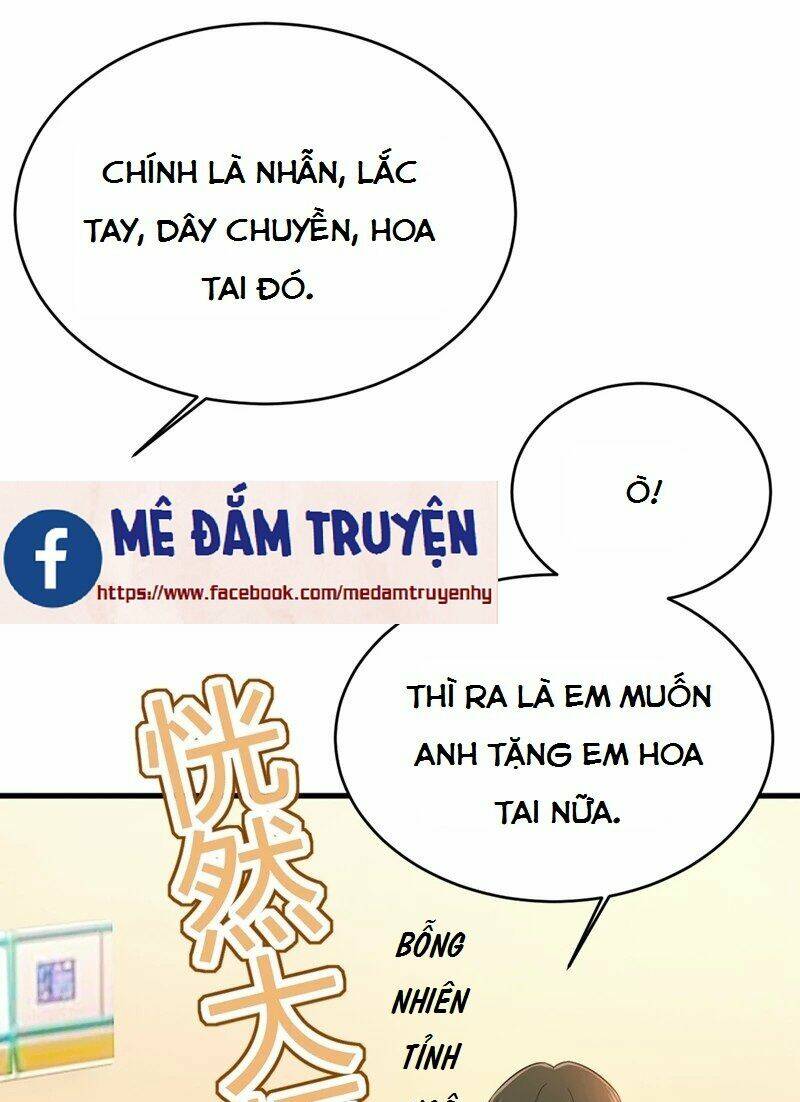 CHÍNH LÀ NHẪN, LẮC
TAY, DÂY CHUYỀN, HOA
TAI ĐÓ.
Ồ!
MÊ ĐẮM TRUYỆN
https://www.facebook.com/medamtruyenhy
THÌ RA LÀ EM MUỐN
ANH TẶNG EM HOA
TAI NỮA.
恍然大
BỖNG
NHIÊN
TỈNH